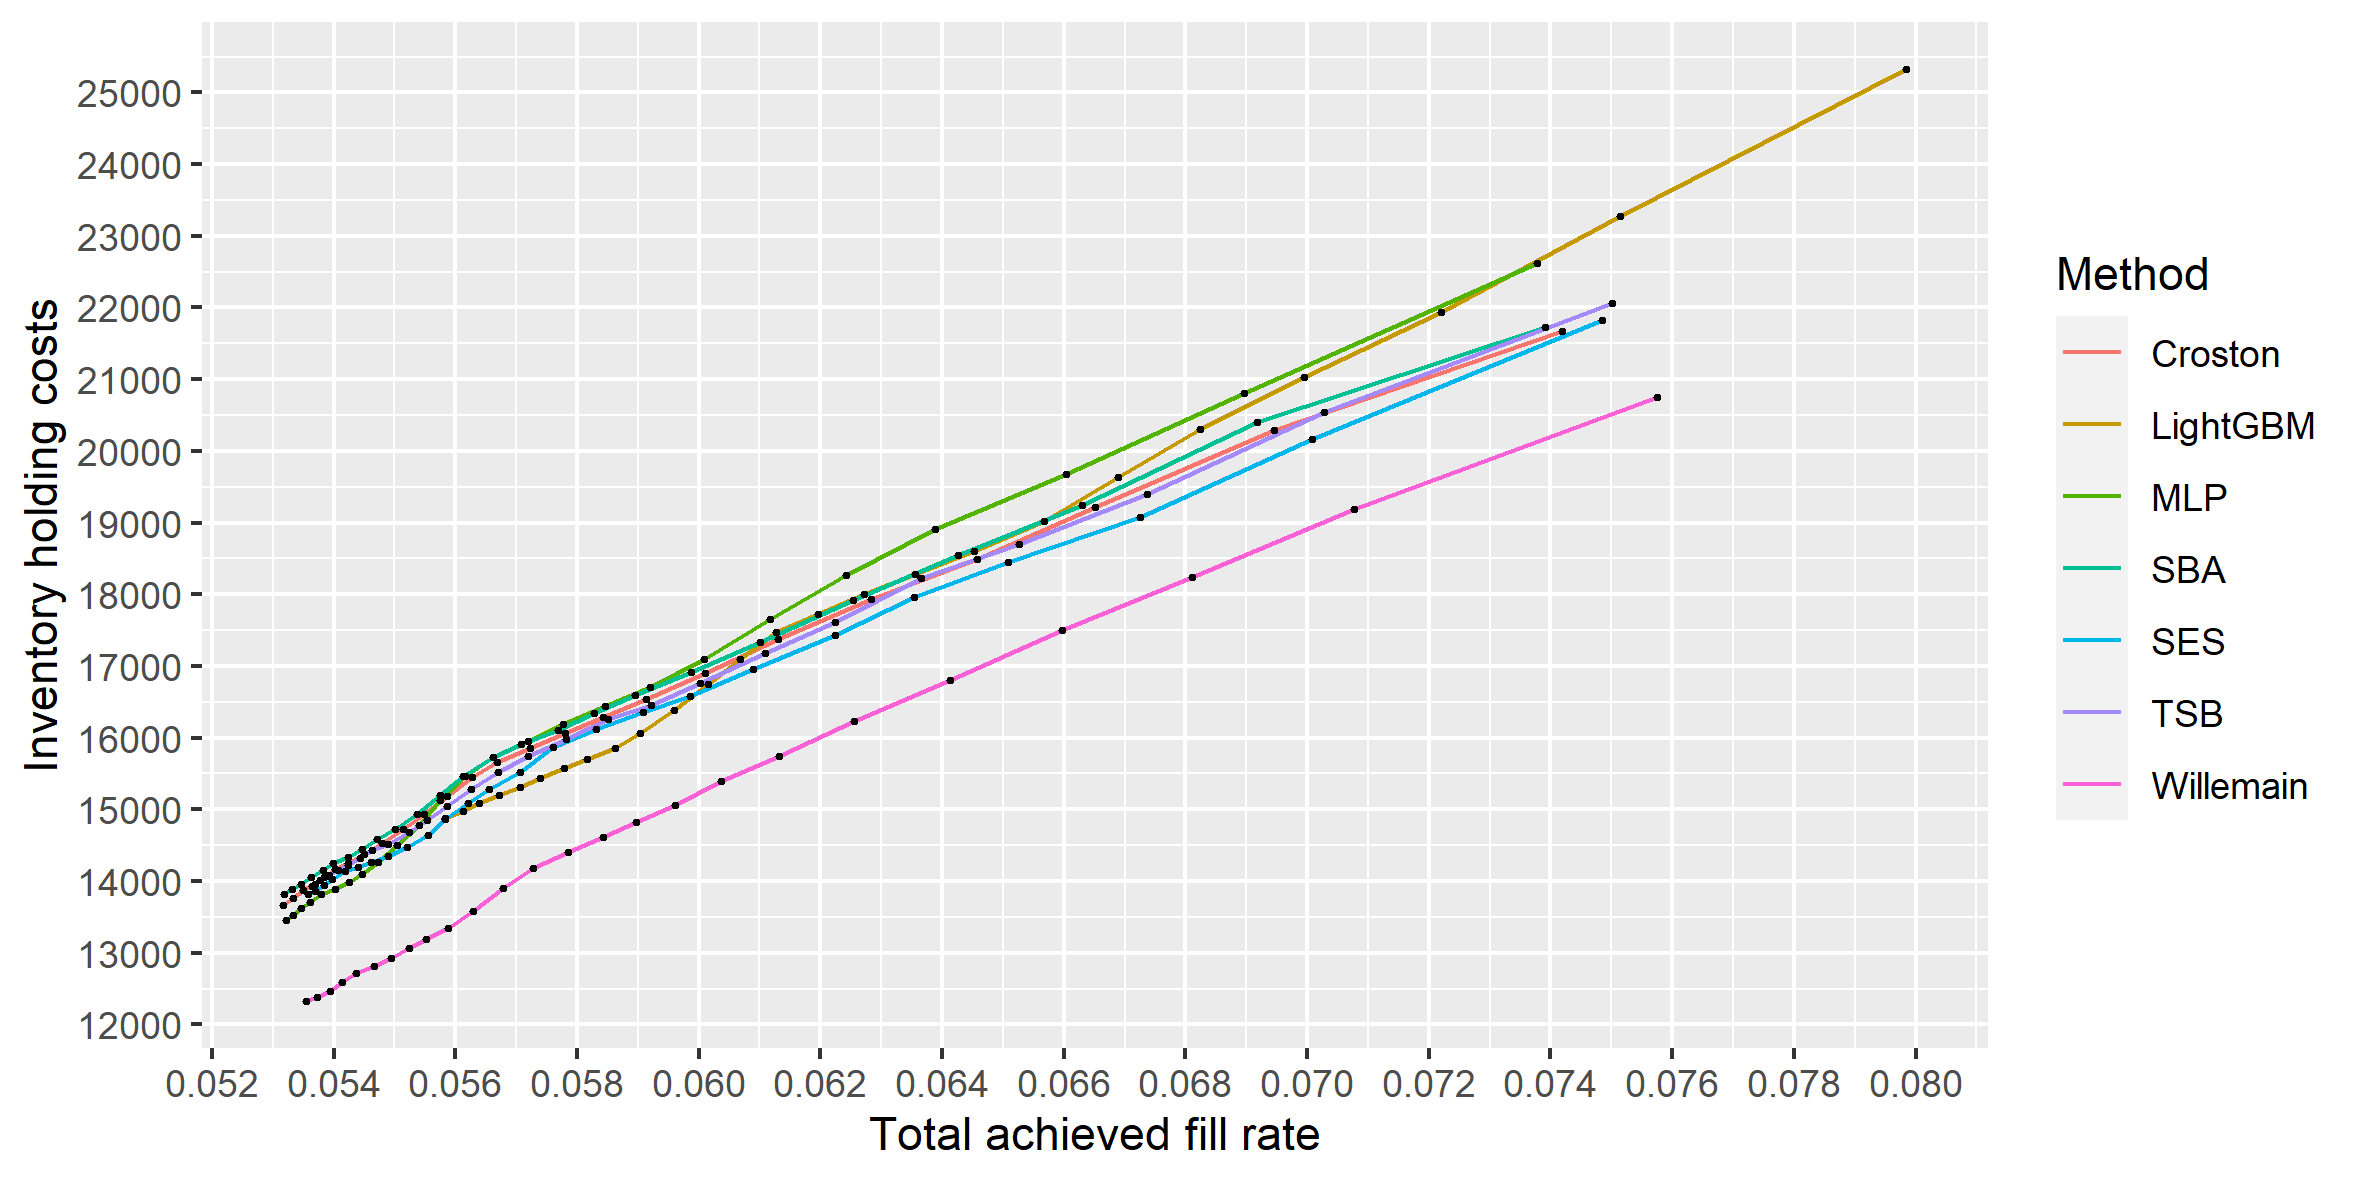 Inventory holding costs
25000
24000
23000
22000
21000
20000
19000
18000
17000
16000
15000
14000
13000
12000
0.052 0.054 0.056 0.058 0.060 0.062 0.064 0.066 0.068 0.070 0.072 0.074 0.076 0.078 0.080
Total achieved fill rate
Method
Croston
LightGBM
MLP
SBA
SES
TSB
Willemain